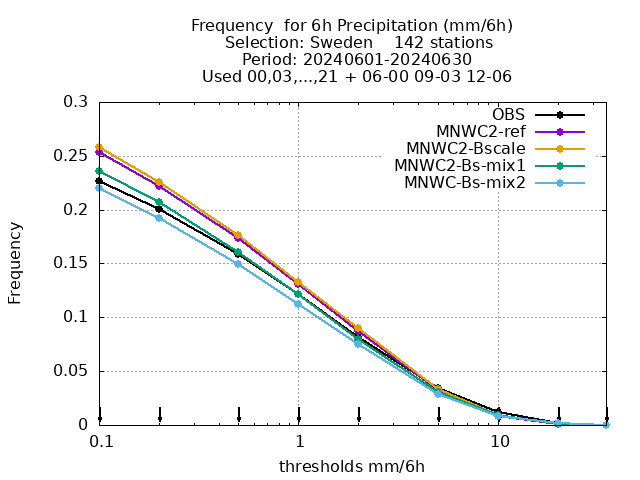 Frequency  for 6h Precipitation (mm/6h)
Selection: Sweden    142 stations
Period: 20240601-20240630
Used 00,03,...,21 + 06-00 09-03 12-06
OBS
MNWC2-ref
MNWC2-Bscale
MNWC2-Bs-mix1
MNWC-Bs-mix2
Frequency
0.3
0.25
0.2
0.15
0.1
0.05
0
0.1
1
10
thresholds mm/6h